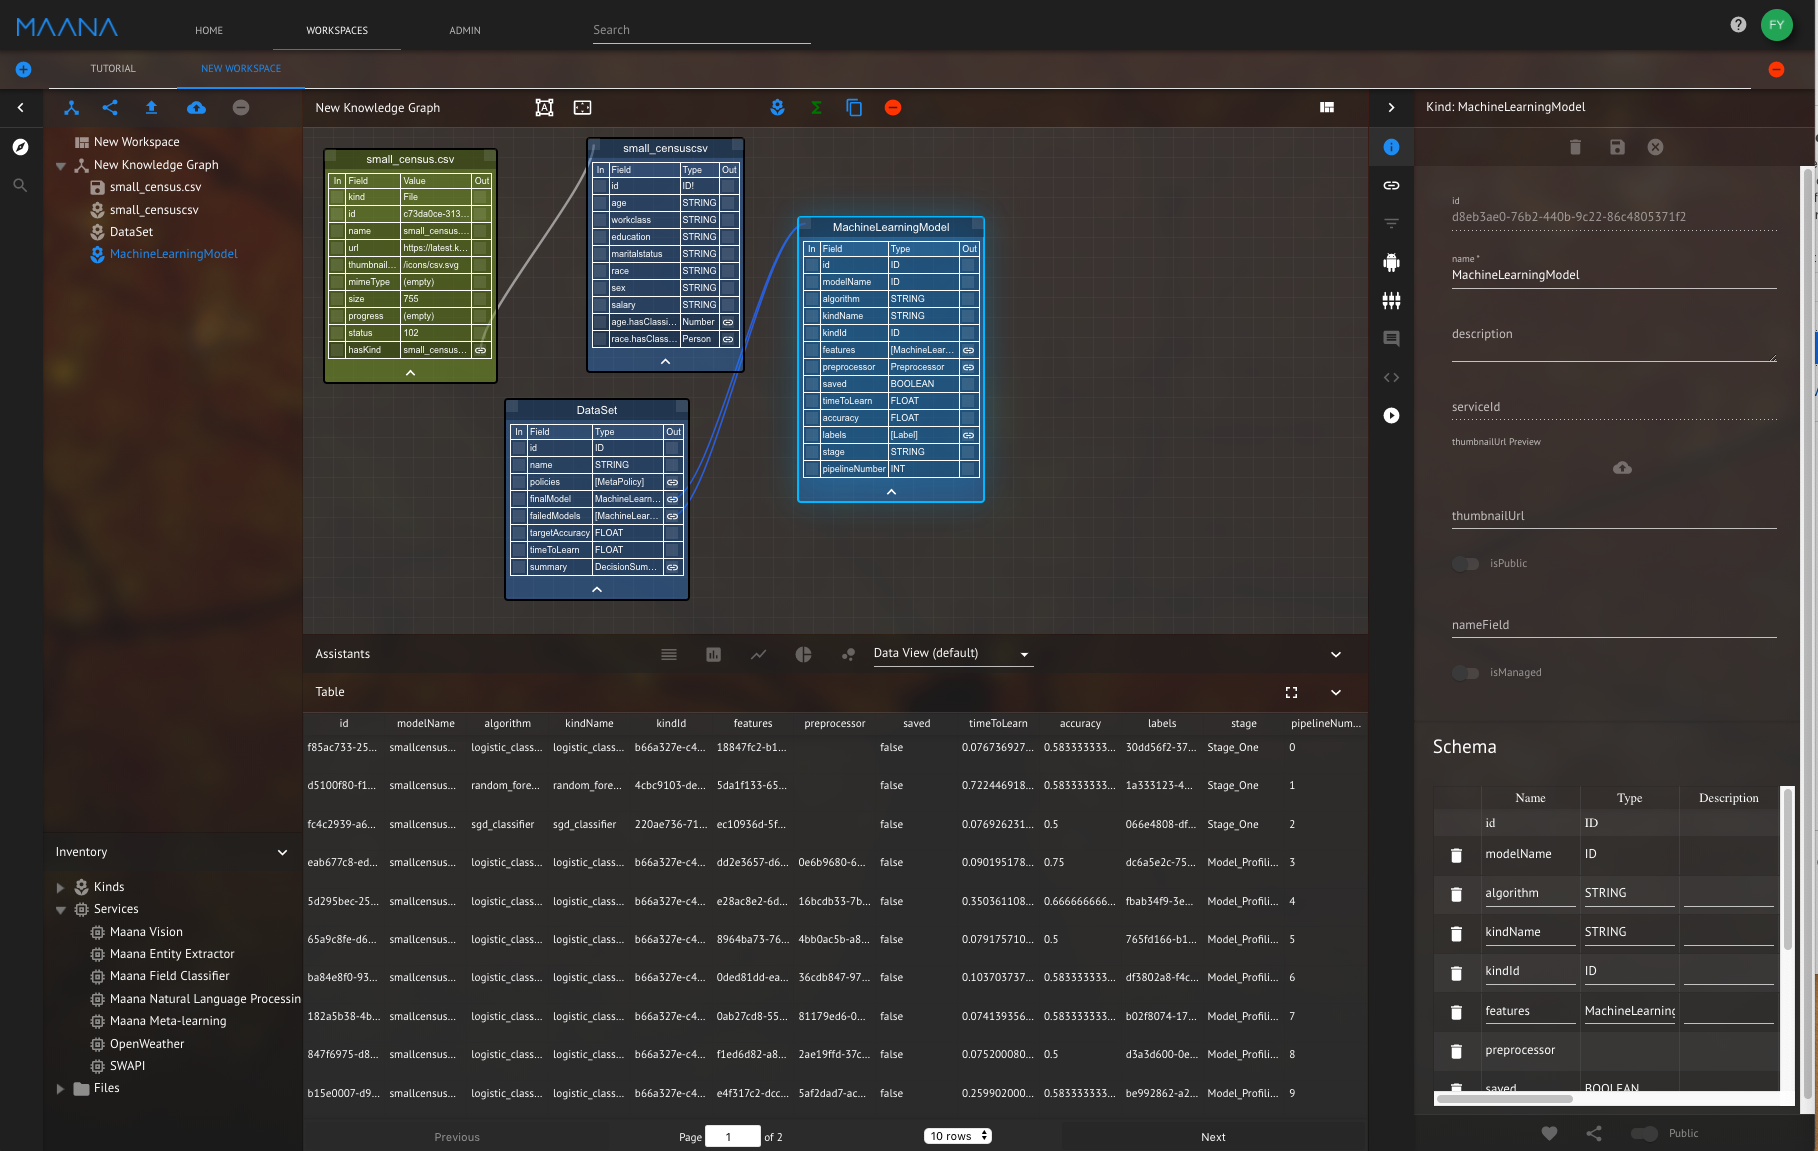 MAANA
HOME
WORKSPACES
ADMIN
Search
FY
TUTORIAL
NEW WORKSPACE
New Workspace
New Knowledge Graph
small_census.csv
small_censuscsv
DataSet
MachineLearningModel
Inventory
Kinds
Services
Maana Vision
Maana Entity Extractor
Maana Field Classifier
Maana Natural Language Processin
Maana Meta-learning
OpenWeather
SWAPI
Files
New Knowledge Graph
small_census.csv
In Field Value Out
kind File
id c73da0ce-313...
name small_census....
url https://latest.k...
thumbnail... /icons/csv.svg
mimeType (empty)
size 755
progress (empty)
status 102
hasKind small_census...
small_censuscsv
In Field Type Out
id ID!
age STRING
workclass STRING
education STRING
maritalstatus STRING
race STRING
sex STRING
salary STRING
age.hasClassi... Number
race.hasClass... Person
DataSet
In Field Type Out
id ID
name STRING
policies [MetaPolicy]
finalModel MachineLearn...
failedModels [MachineLear...
targetAccuracy FLOAT
timeToLearn FLOAT
summary DecisionSum...
MachineLearningModel
In Field Type Out
id ID
modelName ID
algorithm STRING
kindName STRING
kindId ID
features [MachineLear...
preprocessor Preprocessor
saved BOOLEAN
timeToLearn FLOAT
accuracy FLOAT
labels [Label]
stage STRING
pipelineNumber INT
Assistants
Data View (default)
Table
id modelName algorithm kindName kindId features preprocessor saved timeToLearn accuracy labels stage pipelineNum...
f85ac733-25... smallcensus... logistic_class... logistic_class... b66a327e-c4... 18847fc2-b1... false 0.076736927... 0.583333333... 30dd56f2-37... Stage_One 0
d5100f80-f1... smallcensus... random_fore... random_fore... 4cbc9103-de... 5da1f133-65... false 0.722446918... 0.583333333... 1a333123-4... Stage_One 1
fc4c2939-a6... smallcensus... sgd_classifier sgd_classifier 220ae736-71... ec10936d-5f... false 0.076926231... 0.5 066e4808-df... Stage_One 2
eab677c8-ed... smallcensus... logistic_class... logistic_class... b66a327e-c4... dd2e3657-d6... 0e6b9680-6... false 0.090195178... 0.75 dc6a5e2c-75... Model_Profili... 3
5d295bec-25... smallcensus... logistic_class... logistic_class... b66a327e-c4... e28ac8e2-6d... 16bcdb33-7b... false 0.350361108... 0.666666666... fbab34f9-3e... Model_Profili... 4
65a9c8fe-d6... smallcensus... logistic_class... logistic_class... b66a327e-c4... 8964ba73-76... 4bb0ac5b-a8... false 0.079175710... 0.5 765fd166-b1... Model_Profili... 5
ba84e8f0-93... smallcensus... logistic_class... logistic_class... b66a327e-c4... 0ded81dd-ea... 36cdb847-97... false 0.103703737... 0.583333333... df3802a8-f4c... Model_Profili... 6
182a5b38-4b... smallcensus... logistic_class... logistic_class... b66a327e-c4... 0ab27cd8-55... 81179ed6-0... false 0.074139356... 0.583333333... b02f8074-17... Model_Profili... 7
847f6975-d8... smallcensus... logistic_class... logistic_class... b66a327e-c4... f1ed6d82-a8... 2ae19ffd-37c... false 0.075200080... 0.5 d3a3d600-0e... Model_Profili... 8
b15e0007-d9... smallcensus... logistic_class... logistic_class... b66a327e-c4... e4f317c2-dcc... 5af2dad7-ac... false 0.259902000... 0.583333333... be992862-a2... Model_Profili... 9
Previous
Page 1 of 2
10 rows
Next
Kind: MachineLearningModel
id
d8eb3ae0-76b2-440b-9c22-86c4805371f2
name *
MachineLearningModel
description
serviceId
thumbnailUrl Preview
thumbnailUrl
isPublic
nameField
isManaged
Schema
Name Type Description
id ID
modelName ID
algorithm STRING
kindName STRING
kindId ID
features MachineLearning
preprocessor
saved BOOLEAN
Public